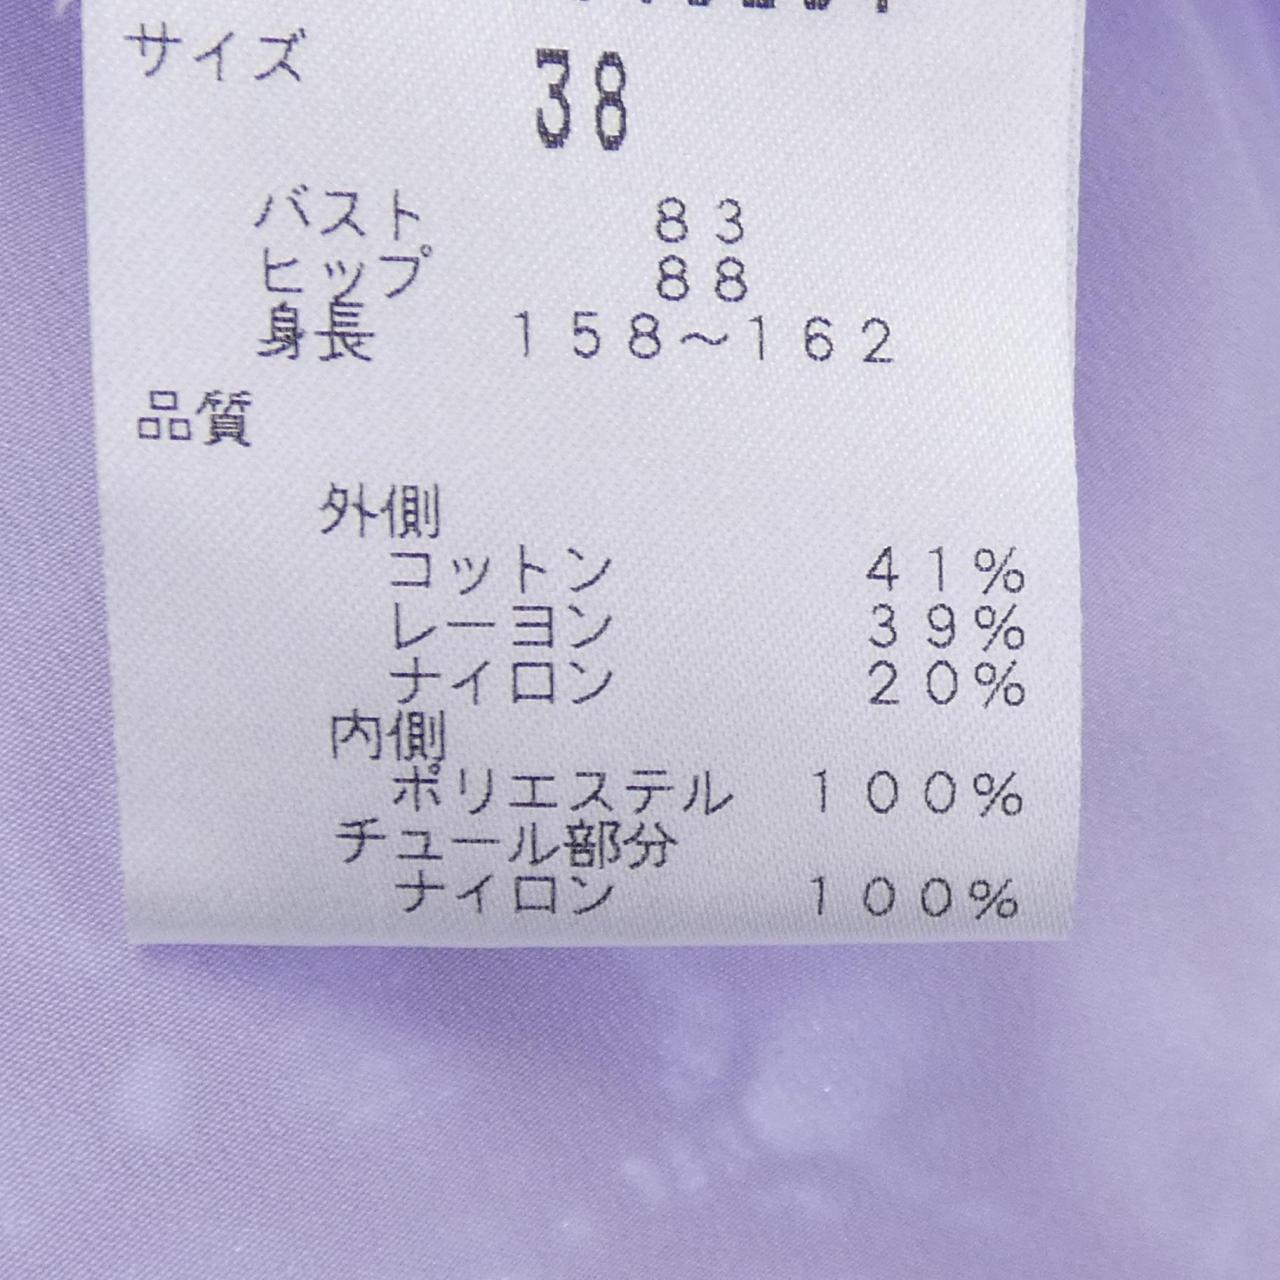 サイズ 38
バスト 83
ヒップ 88
身長 158～162
品質
外側
コットン 41%
レーヨン 39%
ナイロン 20%
内側
ポリエステル 100%
チュール部分
ナイロン 100%